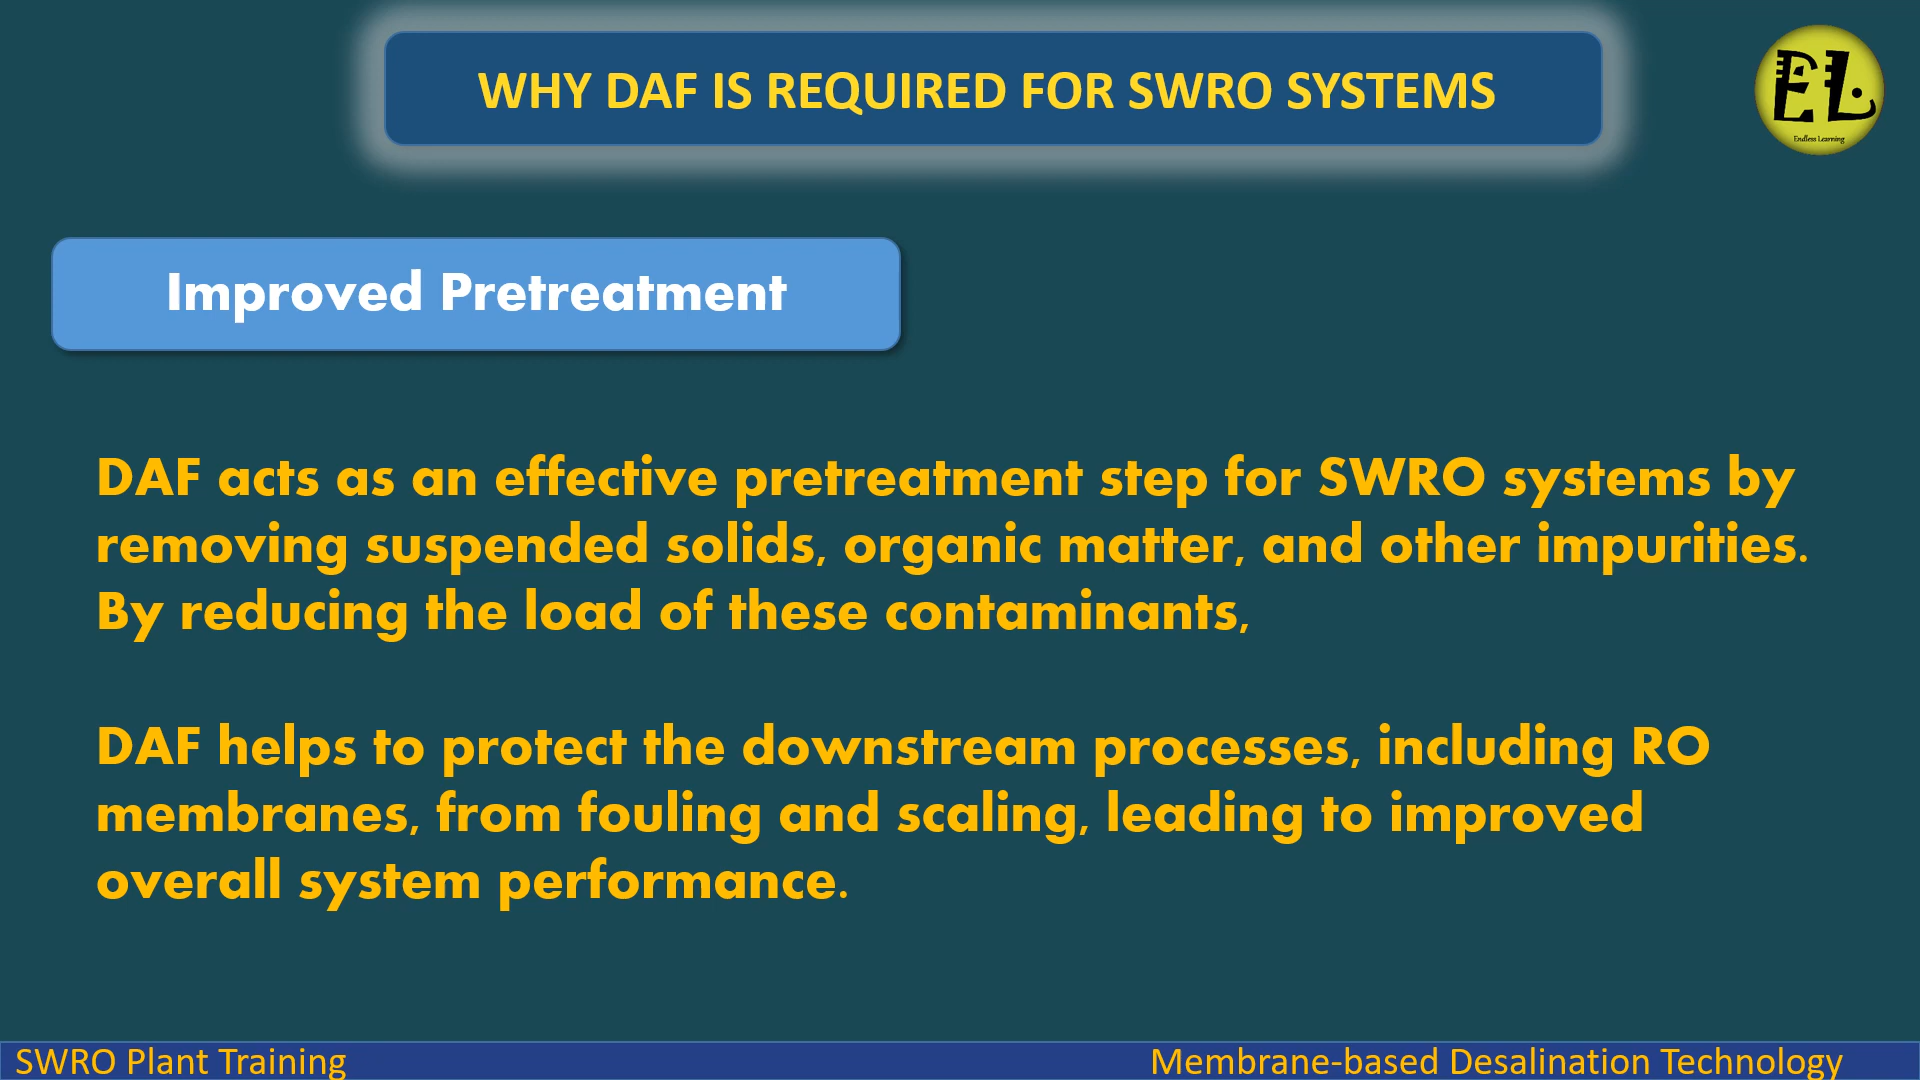 WHY DAF IS REQUIRED FOR SWRO SYSTEMS
EL
Endless Learning
Improved Pretreatment
DAF acts as an effective pretreatment step for SWRO systems by
removing suspended solids, organic matter, and other impurities.
By reducing the load of these contaminants,
DAF helps to protect the downstream processes, including RO
membranes, from fouling and scaling, leading to improved
overall system performance.
SWRO Plant Training
Membrane-based Desalination Technology